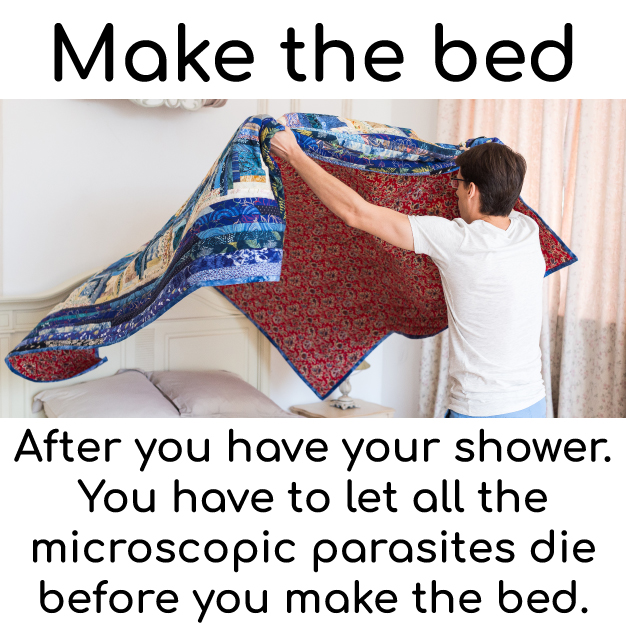 Make the bed
After you have your shower.
You have to let all the
microscopic parasites die
before you make the bed.